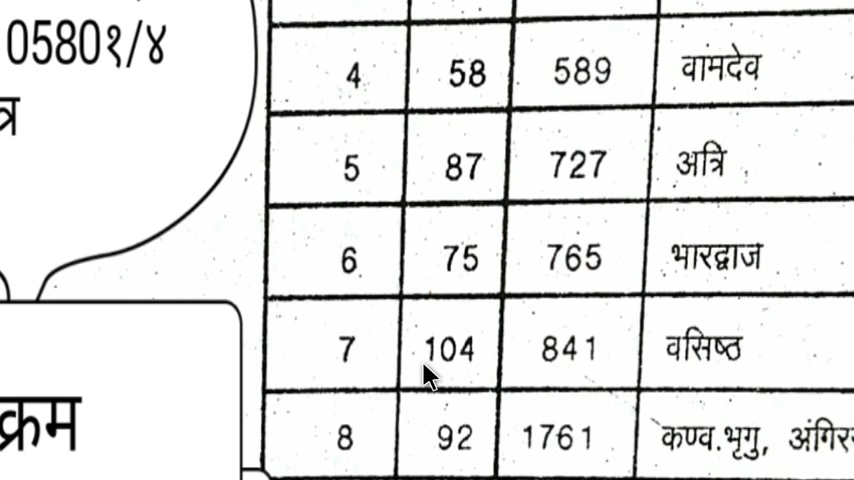 0580१/४
त्र
4 58 589 वामदेव
5 87 727 अत्रि
6 75 765 भारद्वाज
7 104 841 वसिष्ठ
8 92 1761 कण्व.भृगु,
क्रम